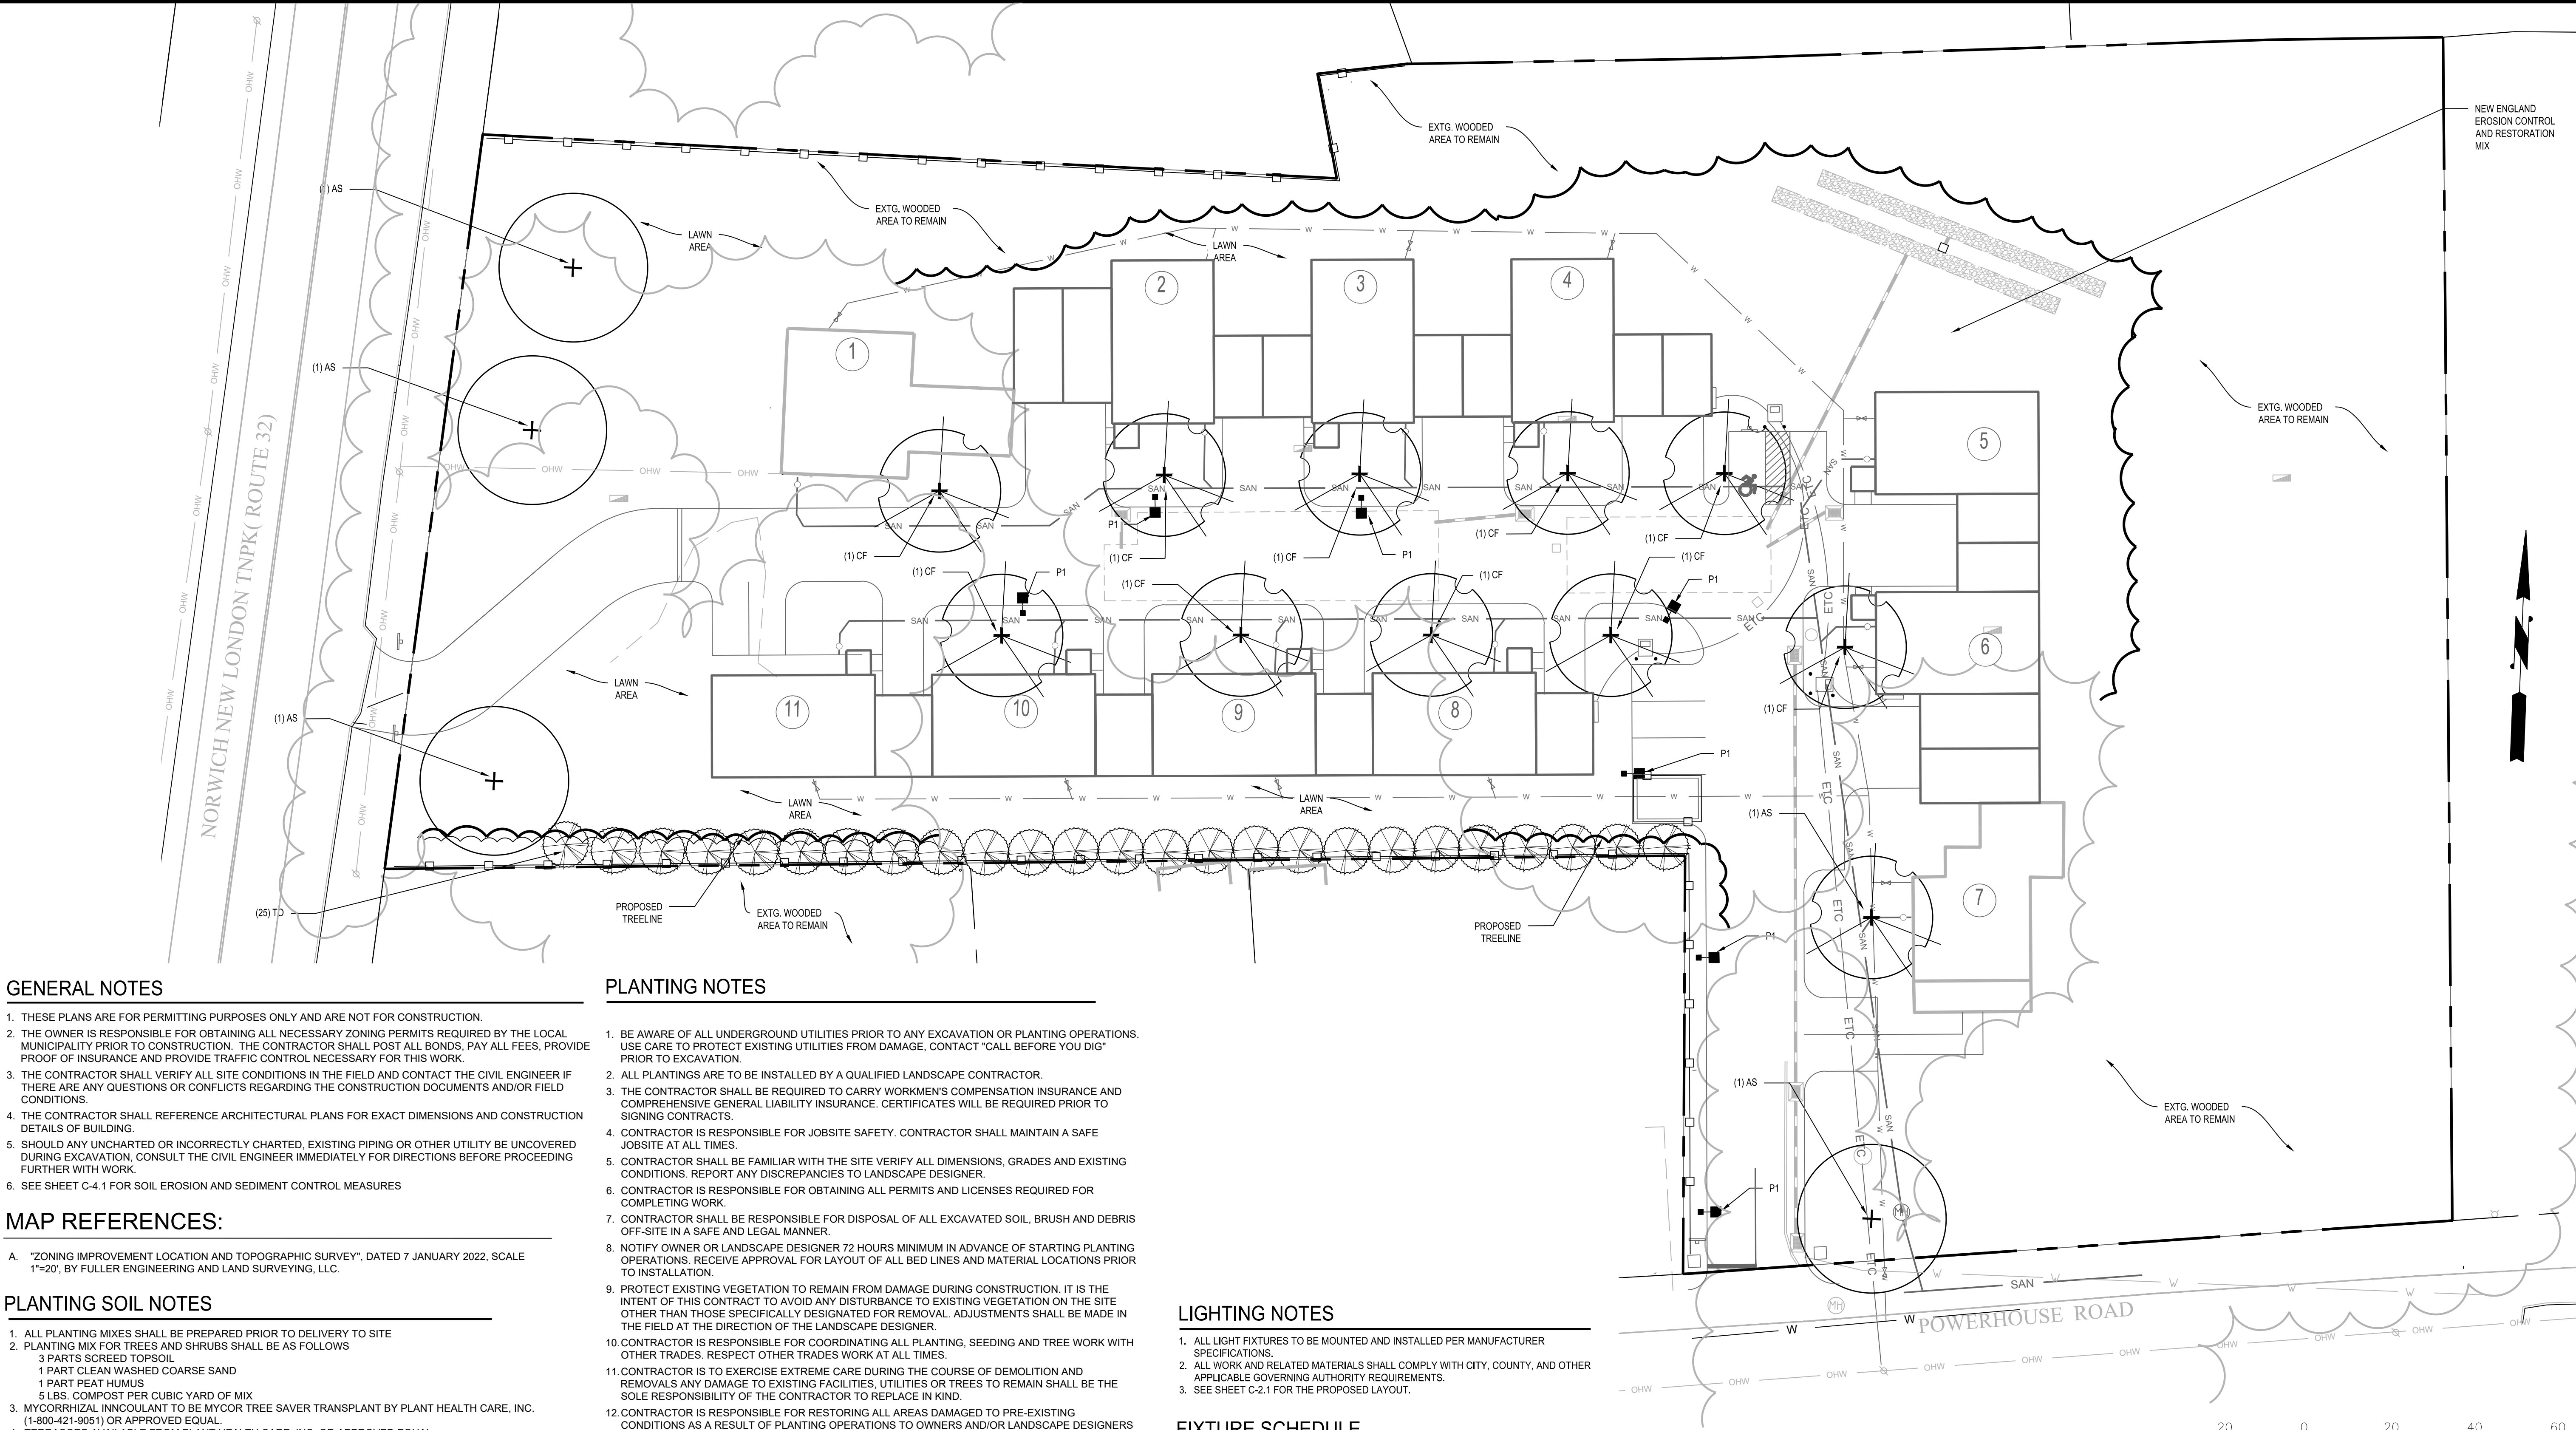 NEW ENGLAND
EROSION CONTROL
AND RESTORATION
MIX
EXTG. WOODED
AREA TO REMAIN
EXTG. WOODED
AREA TO REMAIN
EXTG. WOODED
AREA TO REMAIN
EXTG. WOODED
AREA TO REMAIN
EXTG. WOODED
AREA TO REMAIN
LAWN
AREA
LAWN
AREA
LAWN
AREA
LAWN
AREA
LAWN
AREA
(1) AS
(1) AS
(1) AS
(1) AS
(1) AS
(25) TO
1
2
3
4
5
6
7
8
9
10
11
(1) CF
(1) CF
(1) CF
(1) CF
(1) CF
(1) CF
(1) CF
(1) CF
(1) CF
(1) CF
P1
P1
P1
P1
P1
P1
P1
PROPOSED
TREELINE
PROPOSED
TREELINE
NORWICH NEW LONDON TNPK( ROUTE 32)
POWERHOUSE ROAD
OHW
SAN
ETC
W
MH
N
GENERAL NOTES
1. THESE PLANS ARE FOR PERMITTING PURPOSES ONLY AND ARE NOT FOR CONSTRUCTION.
2. THE OWNER IS RESPONSIBLE FOR OBTAINING ALL NECESSARY ZONING PERMITS REQUIRED BY THE LOCAL
MUNICIPALITY PRIOR TO CONSTRUCTION. THE CONTRACTOR SHALL POST ALL BONDS, PAY ALL FEES, PROVIDE
PROOF OF INSURANCE AND PROVIDE TRAFFIC CONTROL NECESSARY FOR THIS WORK.
3. THE CONTRACTOR SHALL VERIFY ALL SITE CONDITIONS IN THE FIELD AND CONTACT THE CIVIL ENGINEER IF
THERE ARE ANY QUESTIONS OR CONFLICTS REGARDING THE CONSTRUCTION DOCUMENTS AND/OR FIELD
CONDITIONS.
4. THE CONTRACTOR SHALL REFERENCE ARCHITECTURAL PLANS FOR EXACT DIMENSIONS AND CONSTRUCTION
DETAILS OF BUILDING.
5. SHOULD ANY UNCHARTED OR INCORRECTLY CHARTED, EXISTING PIPING OR OTHER UTILITY BE UNCOVERED
DURING EXCAVATION, CONSULT THE CIVIL ENGINEER IMMEDIATELY FOR DIRECTIONS BEFORE PROCEEDING
FURTHER WITH WORK.
6. SEE SHEET C-4.1 FOR SOIL EROSION AND SEDIMENT CONTROL MEASURES
MAP REFERENCES:
A. "ZONING IMPROVEMENT LOCATION AND TOPOGRAPHIC SURVEY", DATED 7 JANUARY 2022, SCALE
1"=20', BY FULLER ENGINEERING AND LAND SURVEYING, LLC.
PLANTING SOIL NOTES
1. ALL PLANTING MIXES SHALL BE PREPARED PRIOR TO DELIVERY TO SITE
2. PLANTING MIX FOR TREES AND SHRUBS SHALL BE AS FOLLOWS
3 PARTS SCREED TOPSOIL
1 PART CLEAN WASHED COARSE SAND
1 PART PEAT HUMUS
5 LBS. COMPOST PER CUBIC YARD OF MIX
3. MYCORRHIZAL INNCOULANT TO BE MYCOR TREE SAVER TRANSPLANT BY PLANT HEALTH CARE, INC.
(1-800-421-9051) OR APPROVED EQUAL.
PLANTING NOTES
1. BE AWARE OF ALL UNDERGROUND UTILITIES PRIOR TO ANY EXCAVATION OR PLANTING OPERATIONS.
USE CARE TO PROTECT EXISTING UTILITIES FROM DAMAGE, CONTACT "CALL BEFORE YOU DIG"
PRIOR TO EXCAVATION.
2. ALL PLANTINGS ARE TO BE INSTALLED BY A QUALIFIED LANDSCAPE CONTRACTOR.
3. THE CONTRACTOR SHALL BE REQUIRED TO CARRY WORKMEN'S COMPENSATION INSURANCE AND
COMPREHENSIVE GENERAL LIABILITY INSURANCE. CERTIFICATES WILL BE REQUIRED PRIOR TO
SIGNING CONTRACTS.
4. CONTRACTOR IS RESPONSIBLE FOR JOBSITE SAFETY. CONTRACTOR SHALL MAINTAIN A SAFE
JOBSITE AT ALL TIMES.
5. CONTRACTOR SHALL BE FAMILIAR WITH THE SITE VERIFY ALL DIMENSIONS, GRADES AND EXISTING
CONDITIONS. REPORT ANY DISCREPANCIES TO LANDSCAPE DESIGNER.
6. CONTRACTOR IS RESPONSIBLE FOR OBTAINING ALL PERMITS AND LICENSES REQUIRED FOR
COMPLETING WORK.
7. CONTRACTOR SHALL BE RESPONSIBLE FOR DISPOSAL OF ALL EXCAVATED SOIL, BRUSH AND DEBRIS
OFF-SITE IN A SAFE AND LEGAL MANNER.
8. NOTIFY OWNER OR LANDSCAPE DESIGNER 72 HOURS MINIMUM IN ADVANCE OF STARTING PLANTING
OPERATIONS. RECEIVE APPROVAL FOR LAYOUT OF ALL BED LINES AND MATERIAL LOCATIONS PRIOR
TO INSTALLATION.
9. PROTECT EXISTING VEGETATION TO REMAIN FROM DAMAGE DURING CONSTRUCTION. IT IS THE
INTENT OF THIS CONTRACT TO AVOID ANY DISTURBANCE TO EXISTING VEGETATION ON THE SITE
OTHER THAN THOSE SPECIFICALLY DESIGNATED FOR REMOVAL. ADJUSTMENTS SHALL BE MADE IN
THE FIELD AT THE DIRECTION OF THE LANDSCAPE DESIGNER.
10. CONTRACTOR IS RESPONSIBLE FOR COORDINATING ALL PLANTING, SEEDING AND TREE WORK WITH
OTHER TRADES. RESPECT OTHER TRADES WORK AT ALL TIMES.
11. CONTRACTOR IS TO EXERCISE EXTREME CARE DURING THE COURSE OF DEMOLITION AND
REMOVALS ANY DAMAGE TO EXISTING FACILITIES, UTILITIES OR TREES TO REMAIN SHALL BE THE
SOLE RESPONSIBILITY OF THE CONTRACTOR TO REPLACE IN KIND.
12. CONTRACTOR IS RESPONSIBLE FOR RESTORING ALL AREAS DAMAGED TO PRE-EXISTING
CONDITIONS AS A RESULT OF PLANTING OPERATIONS TO OWNERS AND/OR LANDSCAPE DESIGNERS
LIGHTING NOTES
1. ALL LIGHT FIXTURES TO BE MOUNTED AND INSTALLED PER MANUFACTURER
SPECIFICATIONS.
2. ALL WORK AND RELATED MATERIALS SHALL COMPLY WITH CITY, COUNTY, AND OTHER
APPLICABLE GOVERNING AUTHORITY REQUIREMENTS.
3. SEE SHEET C-2.1 FOR THE PROPOSED LAYOUT.
FIXTURE SCHEDULE
20 0 20 40 60